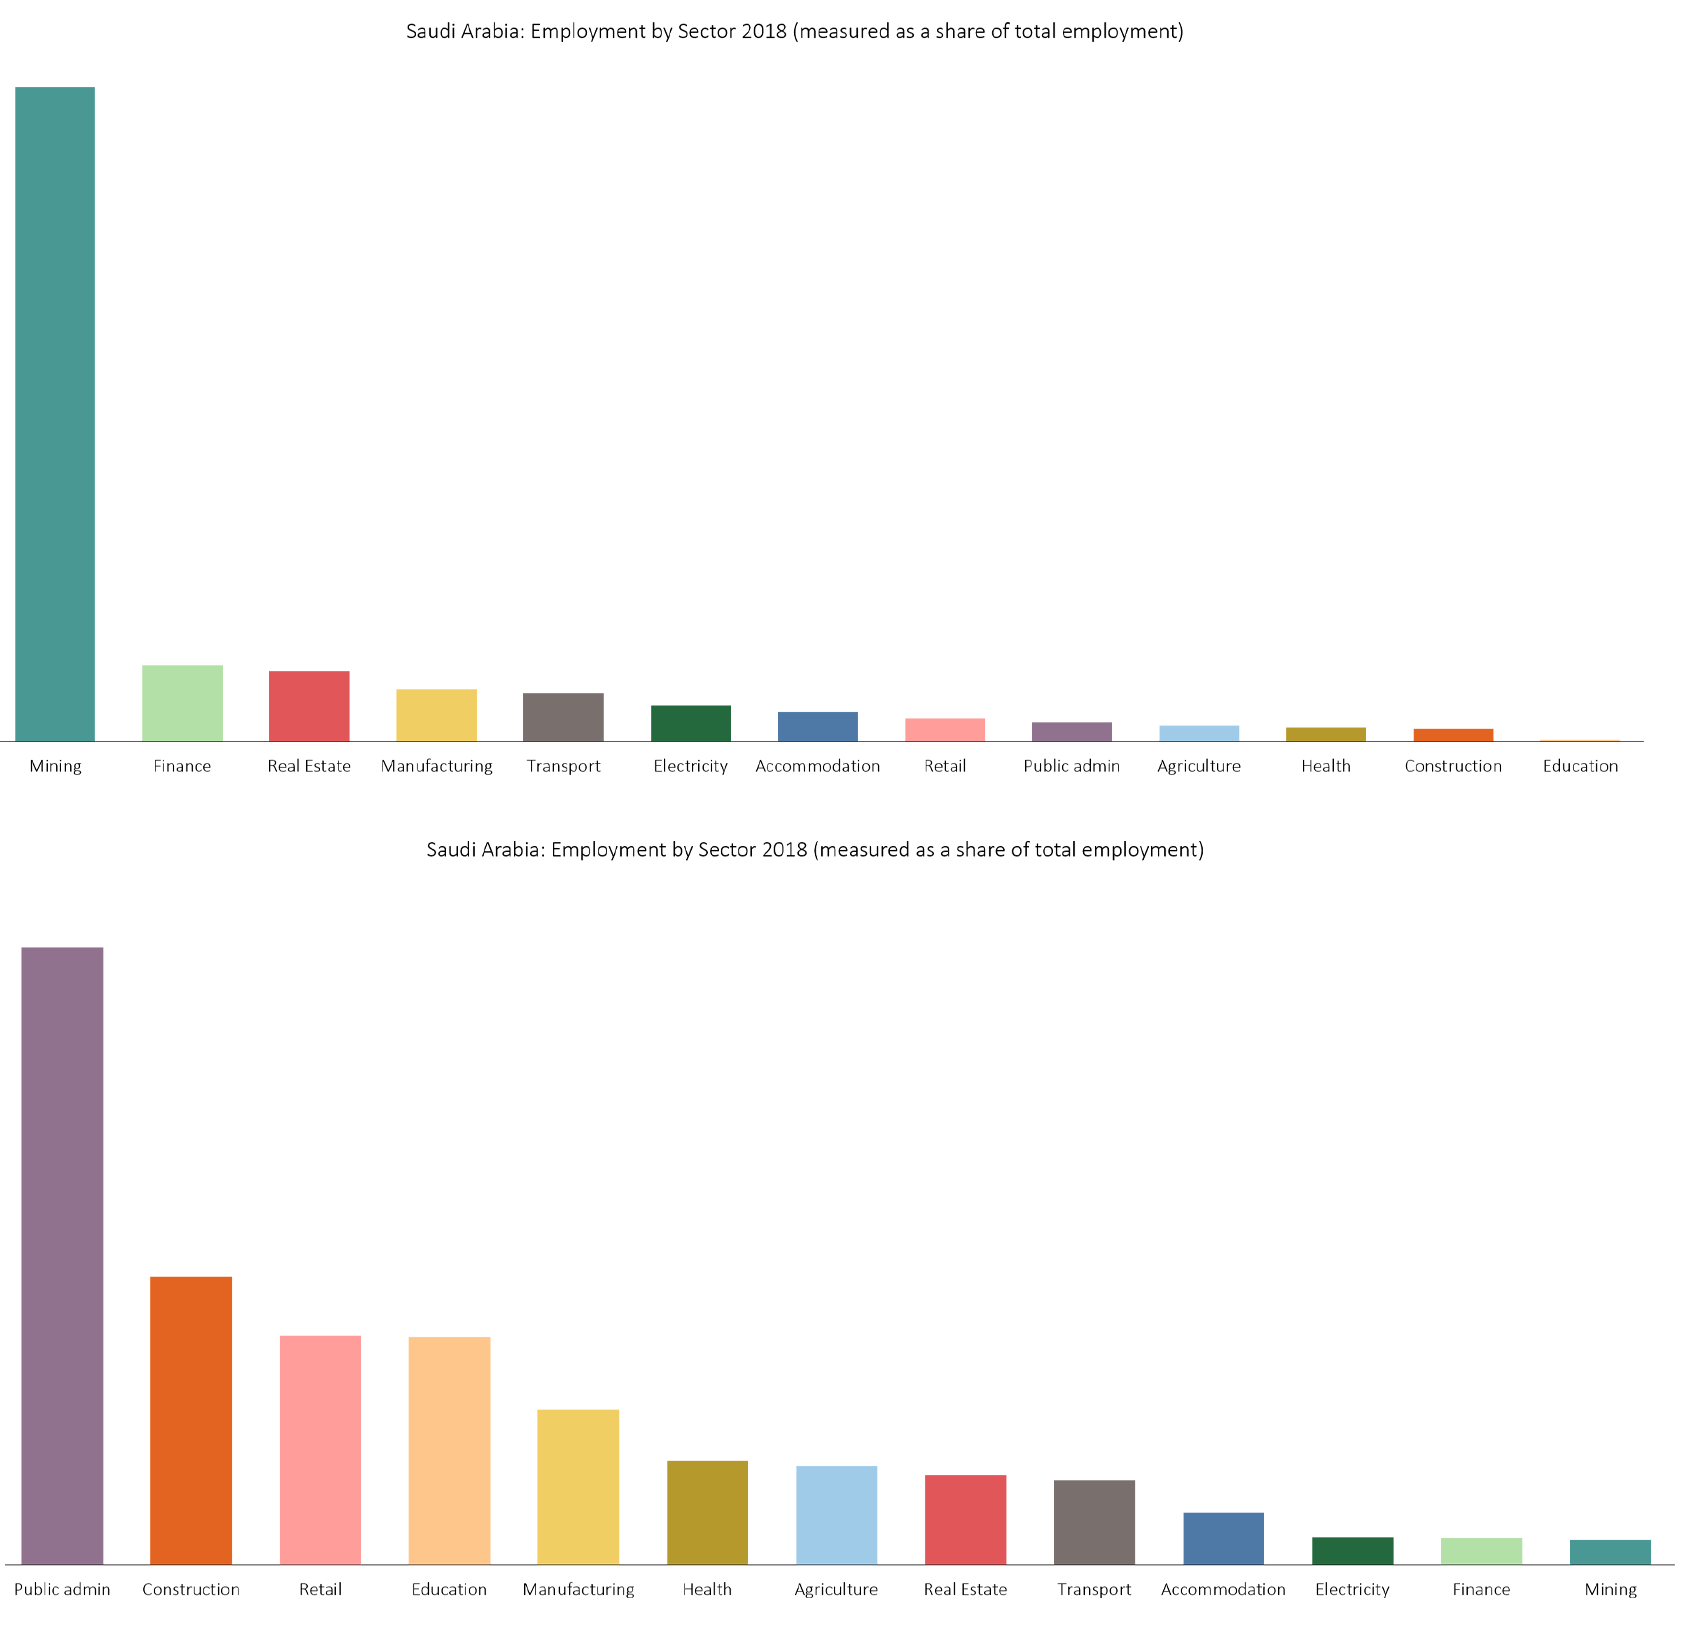 Saudi Arabia: Employment by Sector 2018 (measured as a share of total employment)
Mining Finance Real Estate Manufacturing Transport Electricity Accommodation Retail Public admin Agriculture Health Construction Education
Saudi Arabia: Employment by Sector 2018 (measured as a share of total employment)
Public admin Construction Retail Education Manufacturing Health Agriculture Real Estate Transport Accommodation Electricity Finance Mining